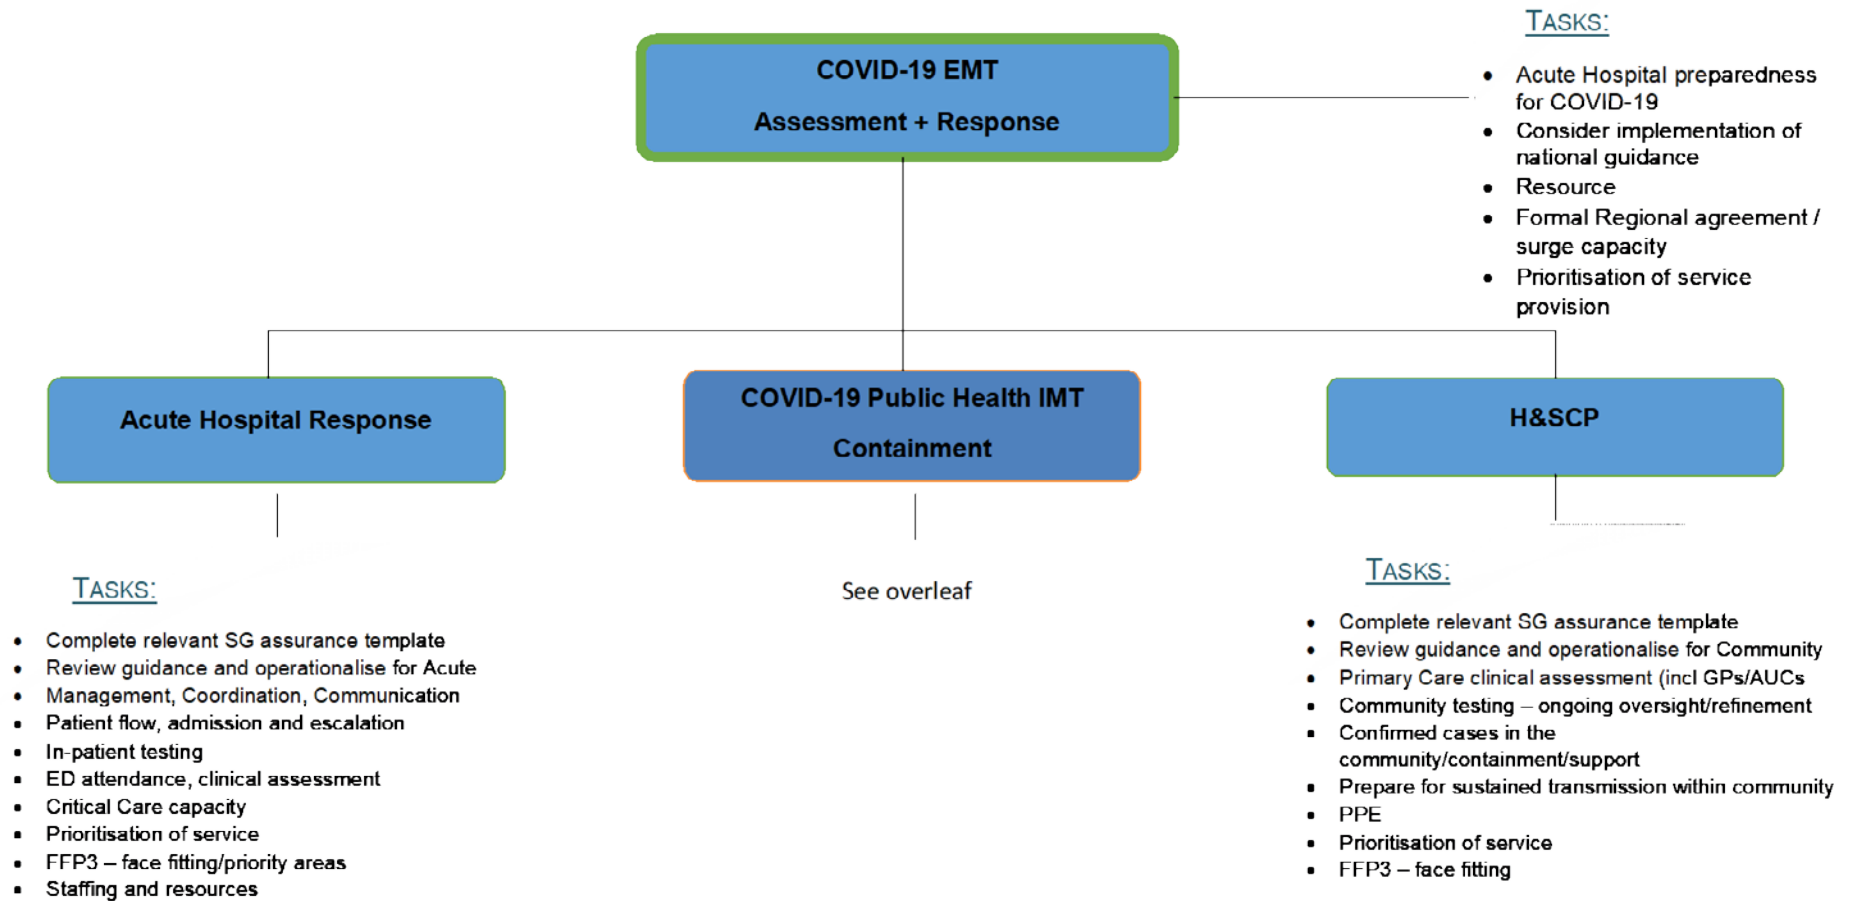 COVID-19 EMT
Assessment + Response
TASKS:
• Acute Hospital preparedness
for COVID-19
• Consider implementation of
national guidance
• Resource
• Formal Regional agreement /
surge capacity
• Prioritisation of service
provision
Acute Hospital Response
COVID-19 Public Health IMT
Containment
H&SCP
TASKS:
• Complete relevant SG assurance template
• Review guidance and operationalise for Acute
• Management, Coordination, Communication
• Patient flow, admission and escalation
• In-patient testing
• ED attendance, clinical assessment
• Critical Care capacity
• Prioritisation of service
• FFP3 – face fitting/priority areas
• Staffing and resources
See overleaf
TASKS:
• Complete relevant SG assurance template
• Review guidance and operationalise for Community
• Primary Care clinical assessment (incl GPs/AUCs
• Community testing – ongoing oversight/refinement
• Confirmed cases in the
community/containment/support
• Prepare for sustained transmission within community
• PPE
• Prioritisation of service
• FFP3 – face fitting